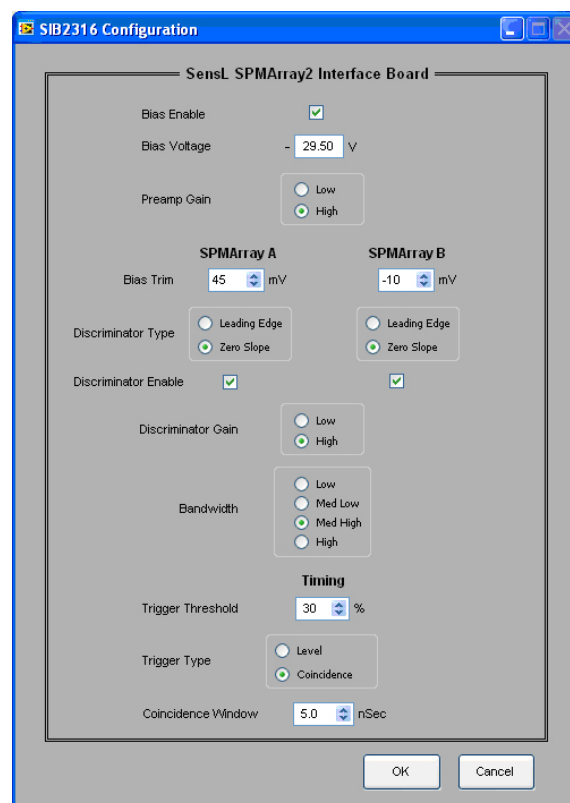 SIB2316 Configuration
SensL SPMArray2 Interface Board
Bias Enable
Bias Voltage - 29.50 V
Preamp Gain
Low
High
SPMArray A SPMArray B
Bias Trim 45 mV -10 mV
Discriminator Type
Leading Edge Leading Edge
Zero Slope Zero Slope
Discriminator Enable
Discriminator Gain
Low
High
Bandwidth
Low
Med Low
Med High
High
Timing
Trigger Threshold 30 %
Trigger Type
Level
Coincidence
Coincidence Window 5.0 nSec
OK Cancel